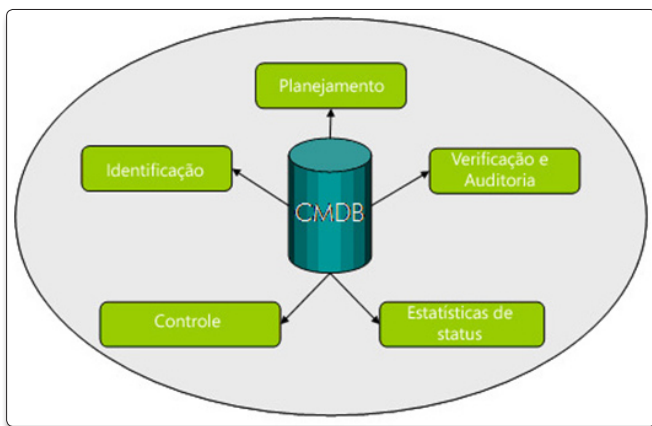 Planejamento
Identificação
Verificação e
Auditoria
CMDB
Controle
Estatísticas de
status